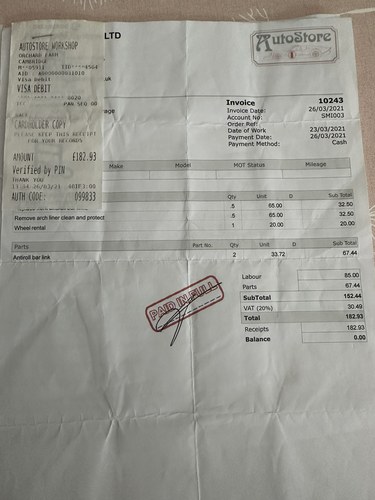 LTD
AutoStore
AUTOSTORE WORKSHOP
ORCHARD FARM
Visa Debit
VISA DEBIT
0020
PAN SEQ 00
CARDHOLDER COPY
PLEASE KEEP THIS RECEIPT
FOR YOUR RECORDS
AMOUNT £182.93
Verified by PIN
THANK YOU
AUTH CODE: 099833
.uk
Invoice 10243
Invoice Date: 26/03/2021
Account No: SMI00J
Order Ref:
Date of Work 23/03/2021
Payment Date: 26/03/2021
Payment Method: Cash
Make Model MOT Status Mileage
Qty Unit D Sub Total
.5 65.00 32.50
Remove arch liner clean and protect .5 65.00 32.50
Wheel rental 1 20.00 20.00
Parts Part No. Qty Unit D Sub Total
Antiroll bar link 2 33.72 67.44
PAID IN FULL
Labour 85.00
Parts 67.44
SubTotal 152.44
VAT (20%) 30.49
Total 182.93
Receipts 182.93
Balance 0.00